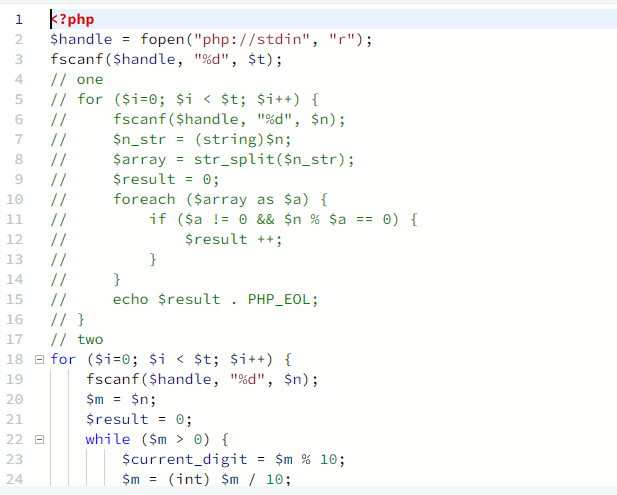 1 <?php
2 $handle = fopen("php://stdin", "r");
3 fscanf($handle, "%d", $t);
4 // one
5 // for ($i=0; $i < $t; $i++) {
6 //     fscanf($handle, "%d", $n);
7 //     $n_str = (string)$n;
8 //     $array = str_split($n_str);
9 //     $result = 0;
10 //     foreach ($array as $a) {
11 //         if ($a != 0 && $n % $a == 0) {
12 //             $result ++;
13 //         }
14 //     }
15 //     echo $result . PHP_EOL;
16 // }
17 // two
18 for ($i=0; $i < $t; $i++) {
19     fscanf($handle, "%d", $n);
20     $m = $n;
21     $result = 0;
22     while ($m > 0) {
23         $current_digit = $m % 10;
24         $m = (int) $m / 10;